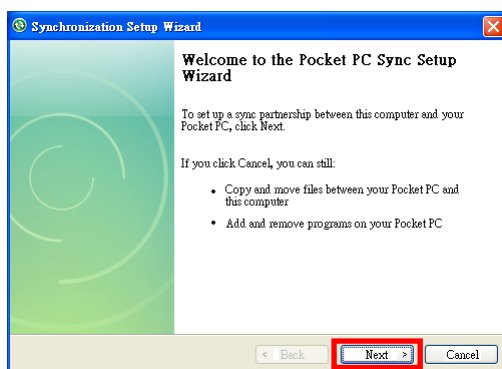 Synchronization Setup Wizard
Welcome to the Pocket PC Sync Setup
Wizard
To set up a sync partnership between this computer and your
Pocket PC, click Next.
If you click Cancel, you can still:
• Copy and move files between your Pocket PC and
this computer
• Add and remove programs on your Pocket PC
< Back
Next >
Cancel